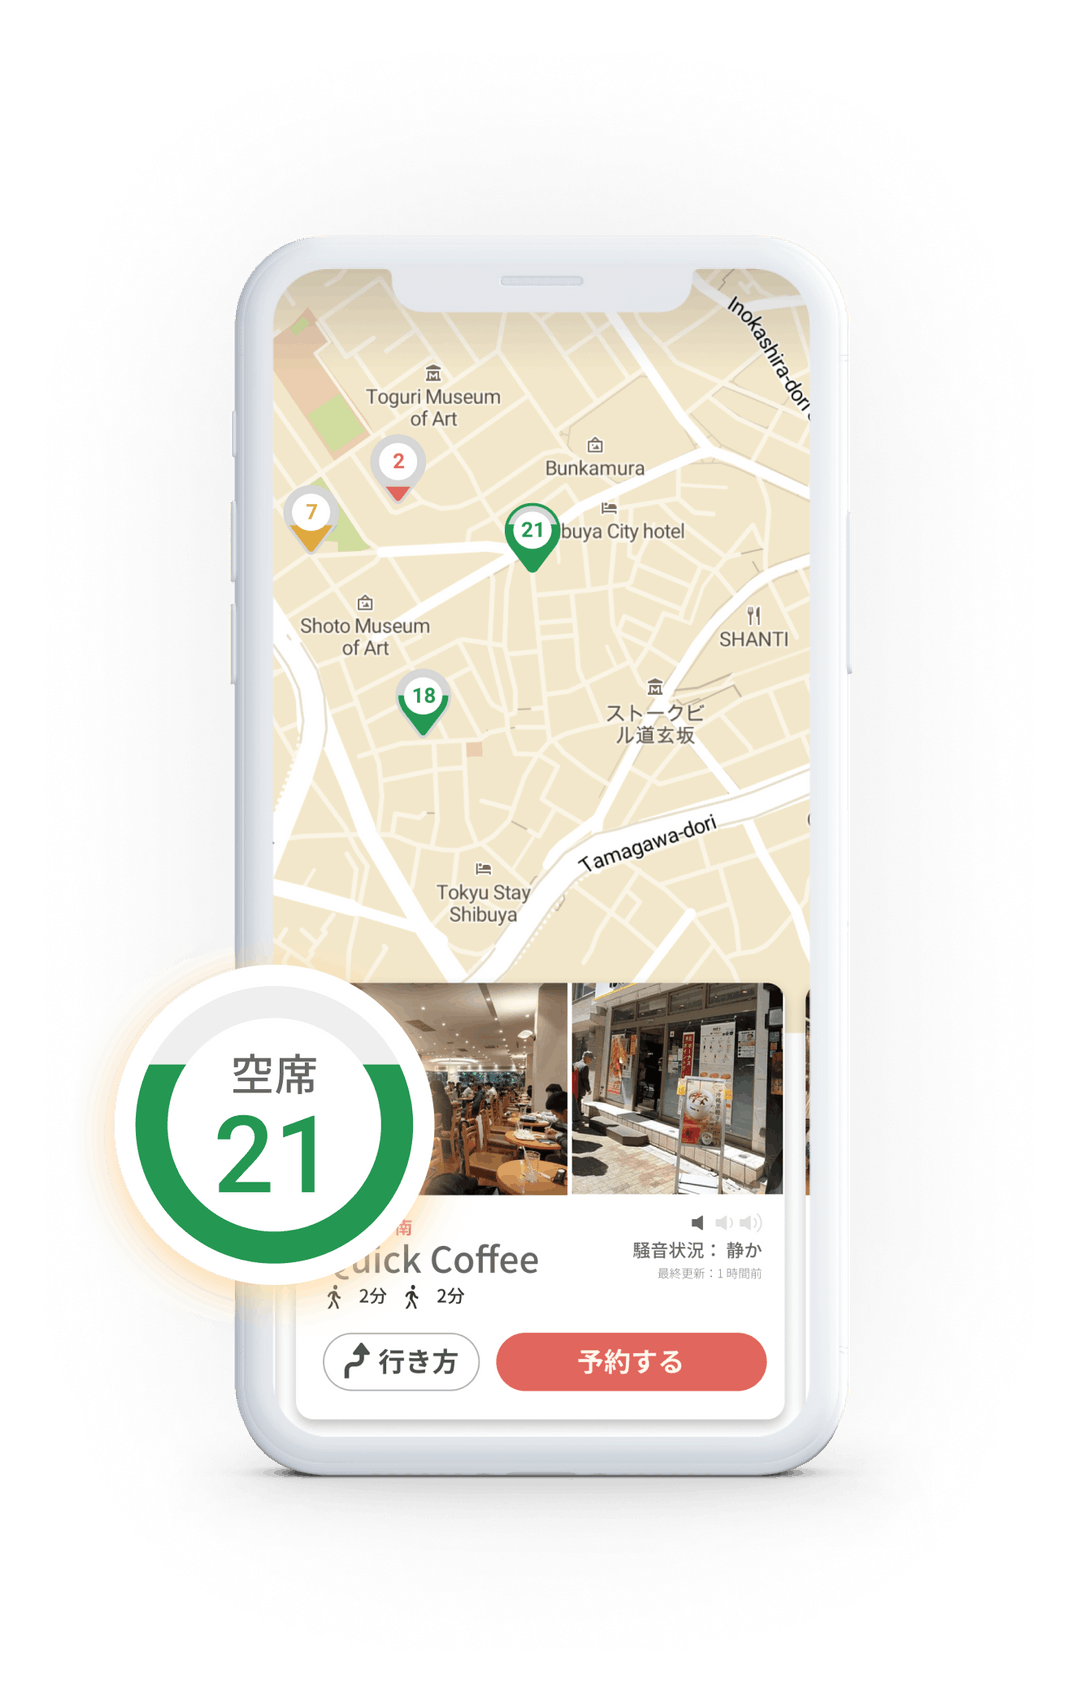 Inokashira-dori
Toguri Museum
of Art
2
Bunkamura
7
21
buya City hotel
Shoto Museum
of Art
SHANTI
18
ストークビ
ル道玄坂
Tamagawa-dori
Tokyu Stay
Shibuya
空席
21
南
Quick Coffee
騒音状況： 静か
最終更新：1時間前
2分 2分
行き方
予約する